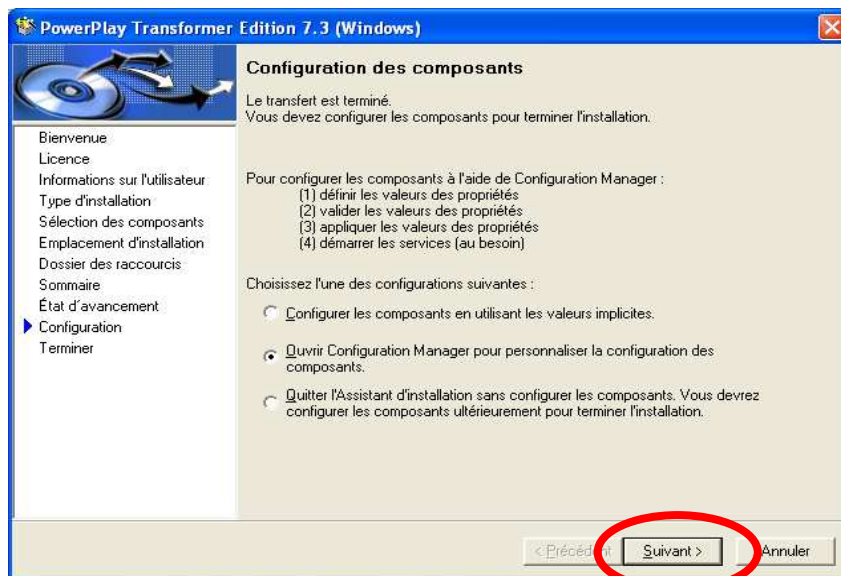 PowerPlay Transformer Edition 7.3 (Windows)
Configuration des composants
Le transfert est terminé.
Vous devez configurer les composants pour terminer l'installation.
Bienvenue
Licence
Informations sur l'utilisateur
Type d'installation
Sélection des composants
Emplacement d'installation
Dossier des raccourcis
Sommaire
État d´avancement
Configuration
Terminer
Pour configurer les composants à l'aide de Configuration Manager :
(1) définir les valeurs des propriétés
(2) valider les valeurs des propriétés
(3) appliquer les valeurs des propriétés
(4) démarrer les services (au besoin)
Choisissez l'une des configurations suivantes :
Configurer les composants en utilisant les valeurs implicites.
Ouvrir Configuration Manager pour personnaliser la configuration des
composants.
Quitter l'Assistant d'installation sans configurer les composants. Vous devrez
configurer les composants ultérieurement pour terminer l'installation.
< Précédent Suivant > Annuler